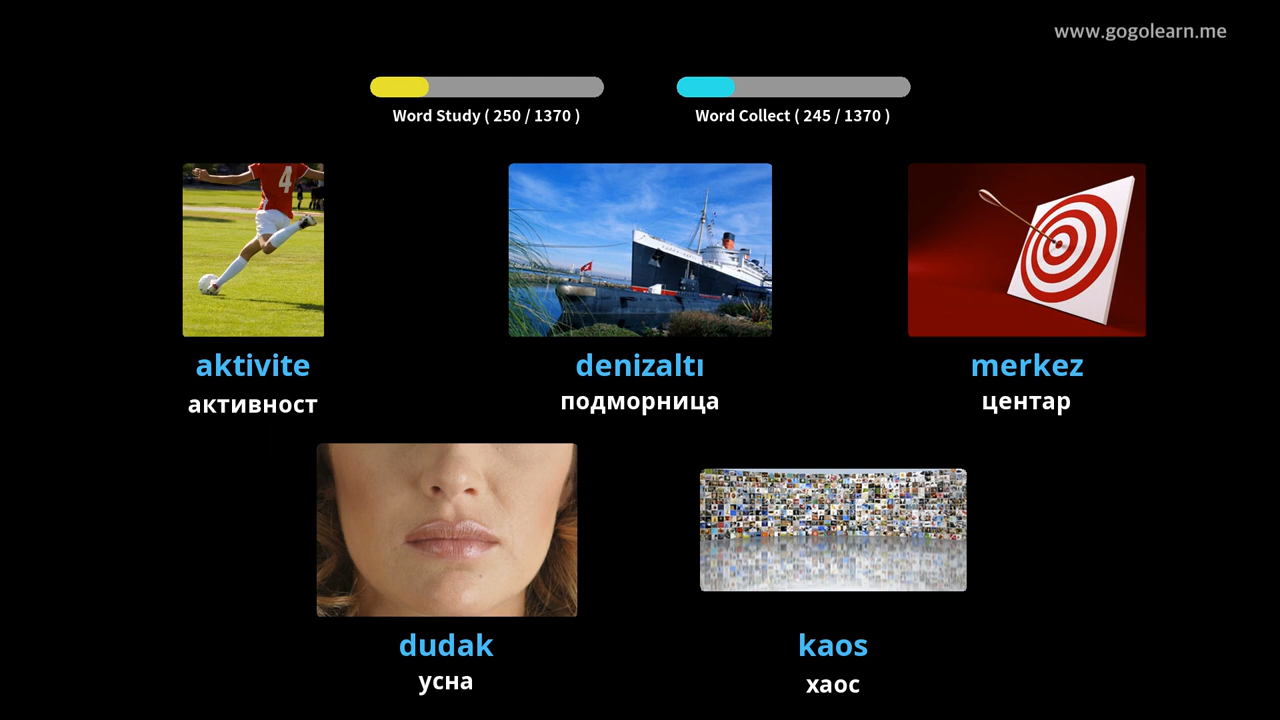 www.gogolearn.me
Word Study ( 250 / 1370 )
Word Collect ( 245 / 1370 )
4
aktivite
активност
denizaltı
подморница
merkez
центар
dudak
усна
kaos
хаос